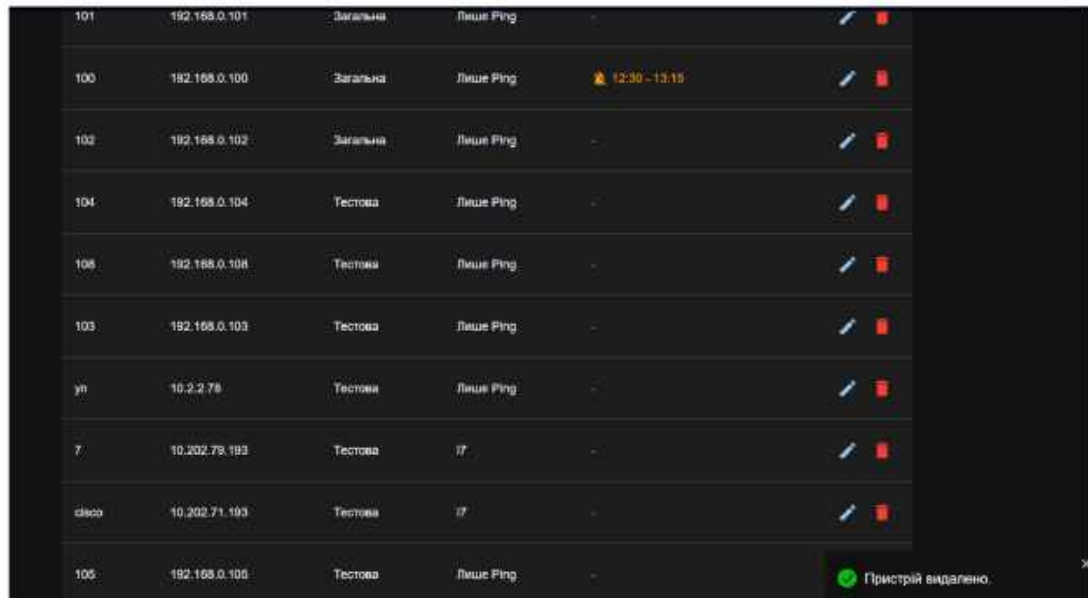 101 192.168.0.101 Загальна Лише Ping -
100 192.168.0.100 Загальна Лише Ping 12:30 - 13:15
102 192.168.0.102 Загальна Лише Ping -
104 192.168.0.104 Тестова Лише Ping -
108 192.168.0.108 Тестова Лише Ping -
103 192.168.0.103 Тестова Лише Ping -
уп 10.2.2.76 Тестова Лише Ping -
7 10.202.79.193 Тестова i7 -
cisco 10.202.71.193 Тестова i7 -
105 192.168.0.105 Тестова Лише Ping -
Пристрій видалено.